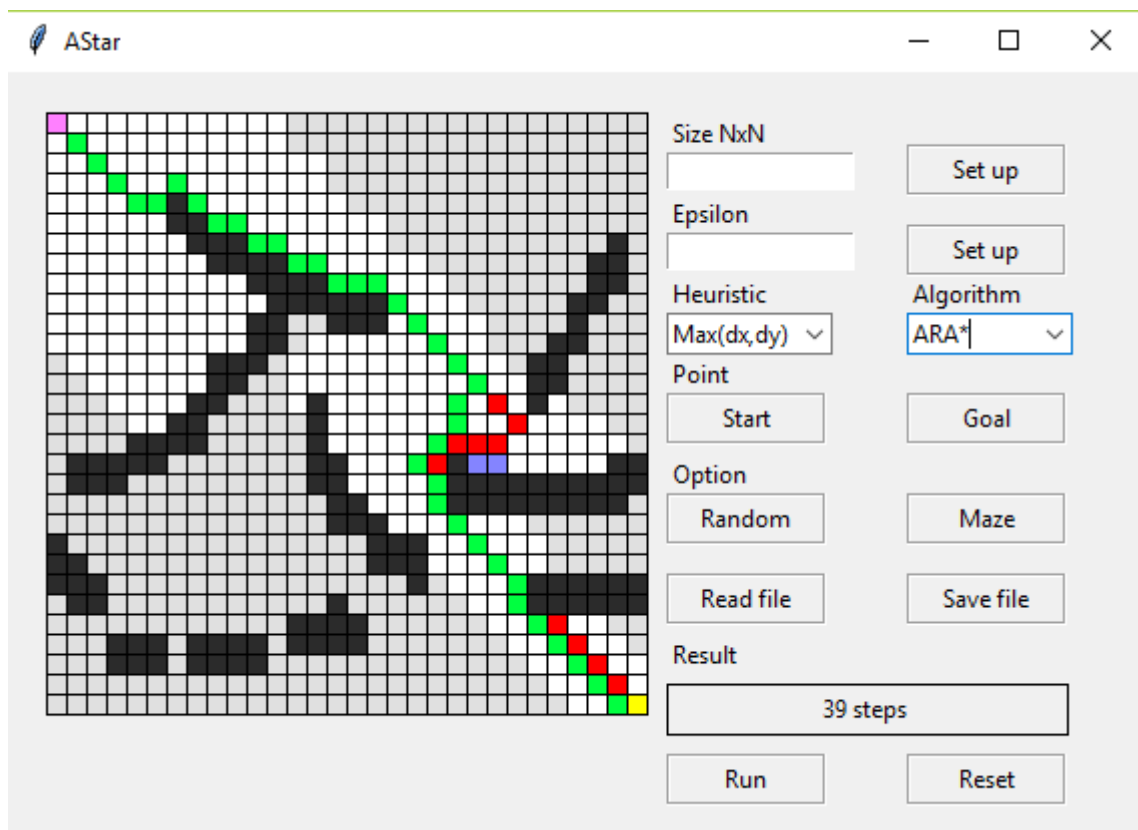 AStar
Size NxN
Set up
Epsilon
Set up
Heuristic
Algorithm
Max(dx,dy)
ARA*
Point
Start
Goal
Option
Random
Maze
Read file
Save file
Result
39 steps
Run
Reset